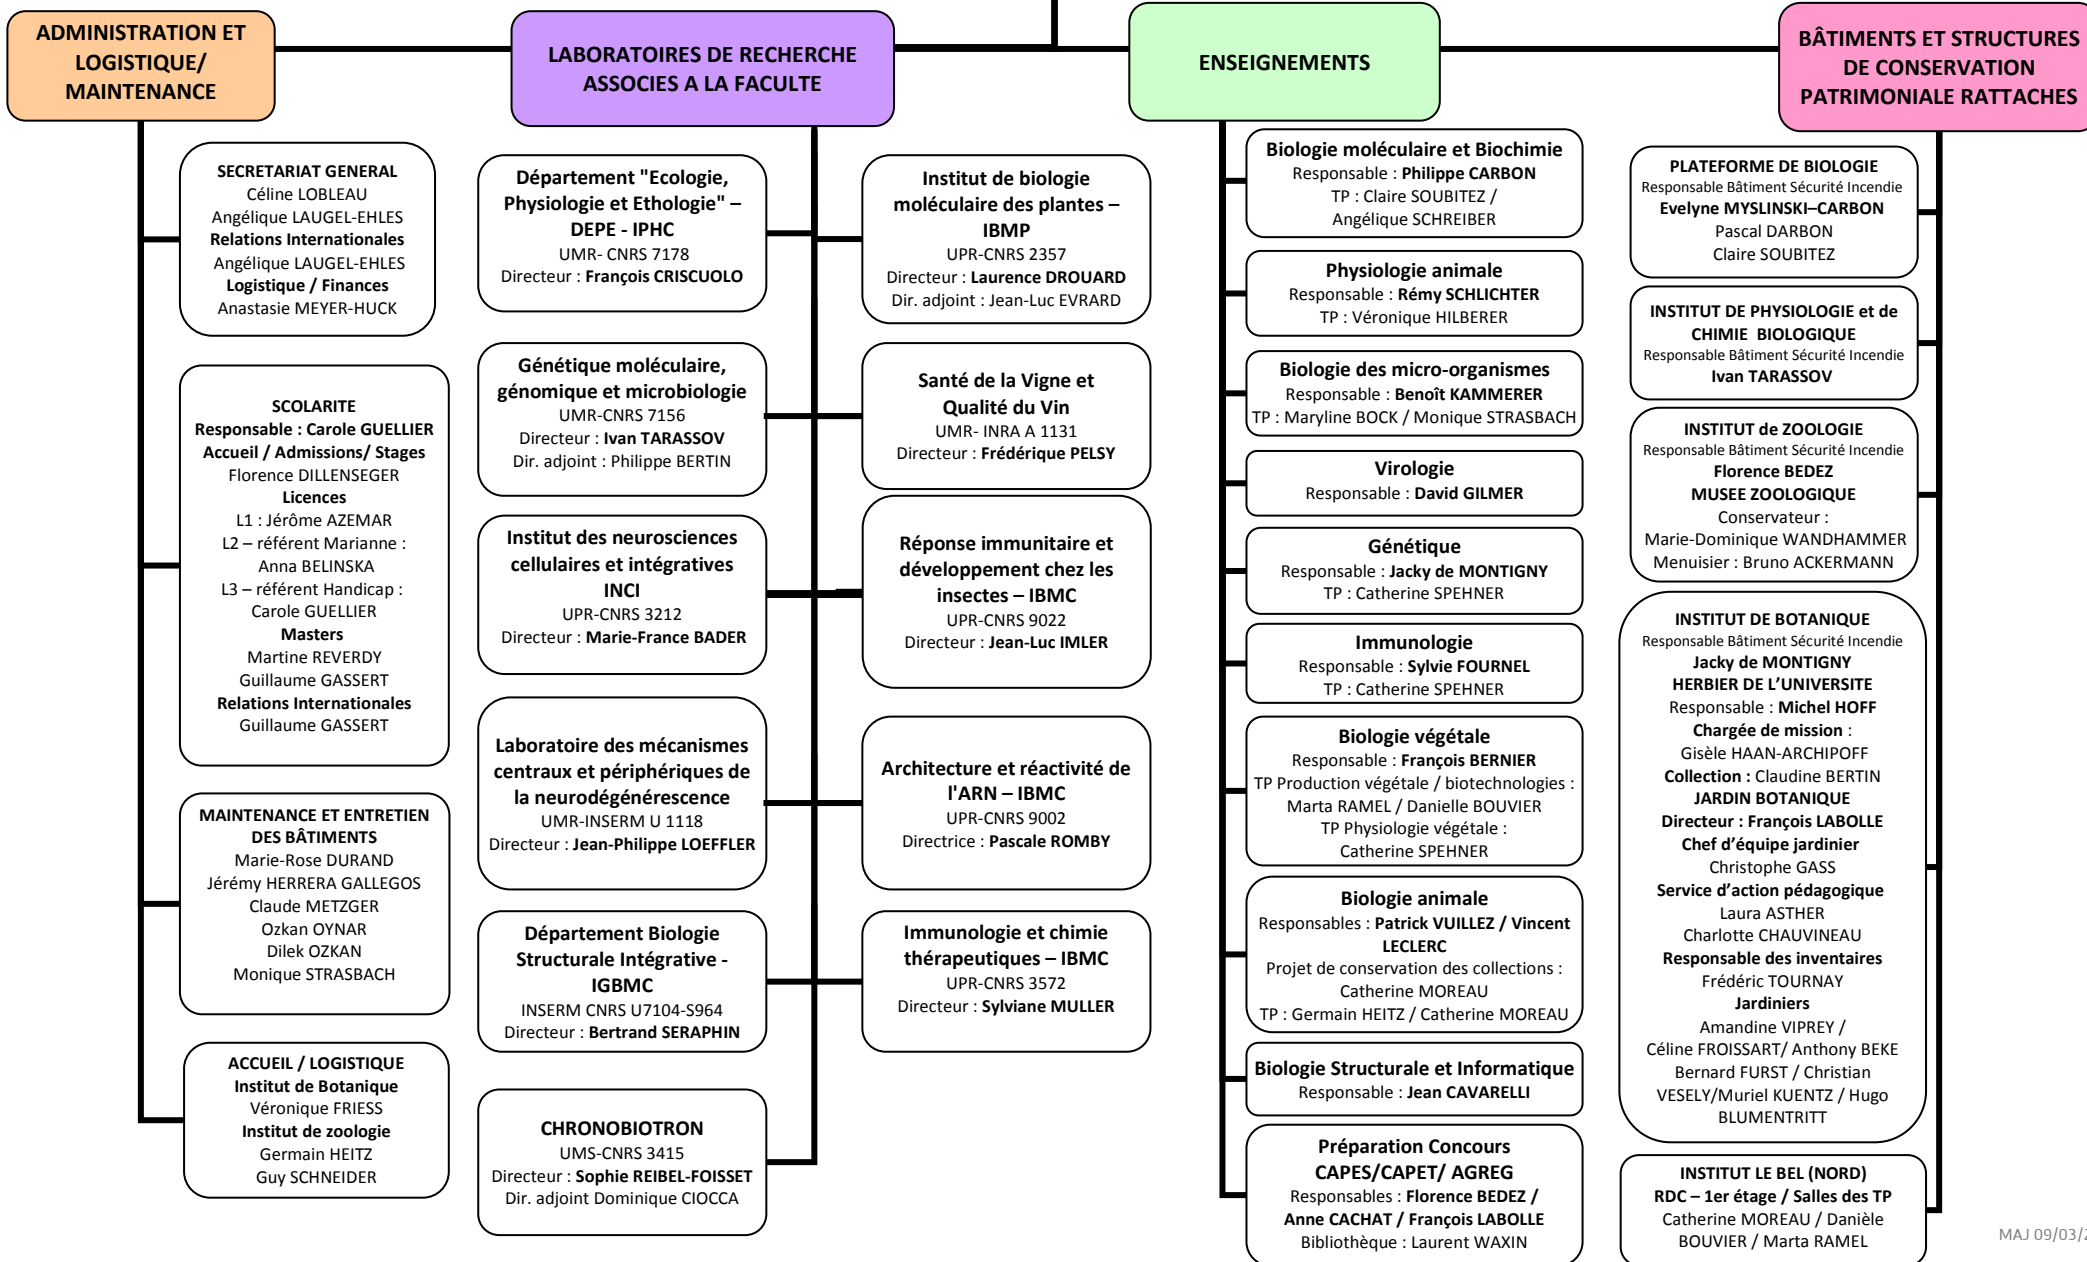 ADMINISTRATION ET
LOGISTIQUE/
MAINTENANCE
SECRETARIAT GENERAL
Céline LOBLEAU
Angélique LAUGEL-EHLES
Relations Internationales
Angélique LAUGEL-EHLES
Logistique / Finances
Anastasie MEYER-HUCK
SCOLARITE
Responsable : Carole GUELLIER
Accueil / Admissions/ Stages
Florence DILLENSEGER
Licences
L1 : Jérôme AZEMAR
L2 – référent Marianne :
Anna BELINSKA
L3 – référent Handicap :
Carole GUELLIER
Masters
Martine REVERDY
Guillaume GASSERT
Relations Internationales
Guillaume GASSERT
MAINTENANCE ET ENTRETIEN
DES BÂTIMENTS
Marie-Rose DURAND
Jérémy HERRERA GALLEGOS
Claude METZGER
Ozkan OYNAR
Dilek OZKAN
Monique STRASBACH
ACCUEIL / LOGISTIQUE
Institut de Botanique
Véronique FRIESS
Institut de zoologie
Germain HEITZ
Guy SCHNEIDER
LABORATOIRES DE RECHERCHE
ASSOCIES A LA FACULTE
Département "Ecologie,
Physiologie et Ethologie" –
DEPE - IPHC
UMR- CNRS 7178
Directeur : François CRISCUOLO
Génétique moléculaire,
génomique et microbiologie
UMR-CNRS 7156
Directeur : Ivan TARASSOV
Dir. adjoint : Philippe BERTIN
Institut des neurosciences
cellulaires et intégratives
INCI
UPR-CNRS 3212
Directeur : Marie-France BADER
Laboratoire des mécanismes
centraux et périphériques de
la neurodégénérescence
UMR-INSERM U 1118
Directeur : Jean-Philippe LOEFFLER
Département Biologie
Structurale Intégrative -
IGBMC
INSERM CNRS U7104-S964
Directeur : Bertrand SERAPHIN
CHRONOBIOTRON
UMS-CNRS 3415
Directeur : Sophie REIBEL-FOISSET
Dir. adjoint Dominique CIOCCA
Institut de biologie
moléculaire des plantes –
IBMP
UPR-CNRS 2357
Directeur : Laurence DROUARD
Dir. adjoint : Jean-Luc EVRARD
Santé de la Vigne et
Qualité du Vin
UMR- INRA A 1131
Directeur : Frédérique PELSY
Réponse immunitaire et
développement chez les
insectes – IBMC
UPR-CNRS 9022
Directeur : Jean-Luc IMLER
Architecture et réactivité de
l'ARN – IBMC
UPR-CNRS 9002
Directrice : Pascale ROMBY
Immunologie et chimie
thérapeutiques – IBMC
UPR-CNRS 3572
Directeur : Sylviane MULLER
ENSEIGNEMENTS
Biologie moléculaire et Biochimie
Responsable : Philippe CARBON
TP : Claire SOUBITEZ /
Angélique SCHREIBER
Physiologie animale
Responsable : Rémy SCHLICHTER
TP : Véronique HILBERER
Biologie des micro-organismes
Responsable : Benoît KAMMERER
TP : Maryline BOCK / Monique STRASBACH
Virologie
Responsable : David GILMER
Génétique
Responsable : Jacky de MONTIGNY
TP : Catherine SPEHNER
Immunologie
Responsable : Sylvie FOURNEL
TP : Catherine SPEHNER
Biologie végétale
Responsable : François BERNIER
TP Production végétale / biotechnologies :
Marta RAMEL / Danielle BOUVIER
TP Physiologie végétale :
Catherine SPEHNER
Biologie animale
Responsables : Patrick VUILLEZ / Vincent
LECLERC
Projet de conservation des collections :
Catherine MOREAU
TP : Germain HEITZ / Catherine MOREAU
Biologie Structurale et Informatique
Responsable : Jean CAVARELLI
Préparation Concours
CAPES/CAPET/ AGREG
Responsables : Florence BEDEZ /
Anne CACHAT / François LABOLLE
Bibliothèque : Laurent WAXIN
BÂTIMENTS ET STRUCTURES
DE CONSERVATION
PATRIMONIALE RATTACHES
PLATEFORME DE BIOLOGIE
Responsable Bâtiment Sécurité Incendie
Evelyne MYSLINSKI–CARBON
Pascal DARBON
Claire SOUBITEZ
INSTITUT DE PHYSIOLOGIE et de
CHIMIE BIOLOGIQUE
Responsable Bâtiment Sécurité Incendie
Ivan TARASSOV
INSTITUT de ZOOLOGIE
Responsable Bâtiment Sécurité Incendie
Florence BEDEZ
MUSEE ZOOLOGIQUE
Conservateur :
Marie-Dominique WANDHAMMER
Menuisier : Bruno ACKERMANN
INSTITUT DE BOTANIQUE
Responsable Bâtiment Sécurité Incendie
Jacky de MONTIGNY
HERBIER DE L’UNIVERSITE
Responsable : Michel HOFF
Chargée de mission :
Gisèle HAAN-ARCHIPOFF
Collection : Claudine BERTIN
JARDIN BOTANIQUE
Directeur : François LABOLLE
Chef d’équipe jardinier
Christophe GASS
Service d’action pédagogique
Laura ASTHER
Charlotte CHAUVINEAU
Responsable des inventaires
Frédéric TOURNAY
Jardiniers
Amandine VIPREY /
Céline FROISSART/ Anthony BEKE
Bernard FURST / Christian
VESELY/Muriel KUENTZ / Hugo
BLUMENTRITT
INSTITUT LE BEL (NORD)
RDC – 1er étage / Salles des TP
Catherine MOREAU / Danièle
BOUVIER / Marta RAMEL
MAJ 09/03/2